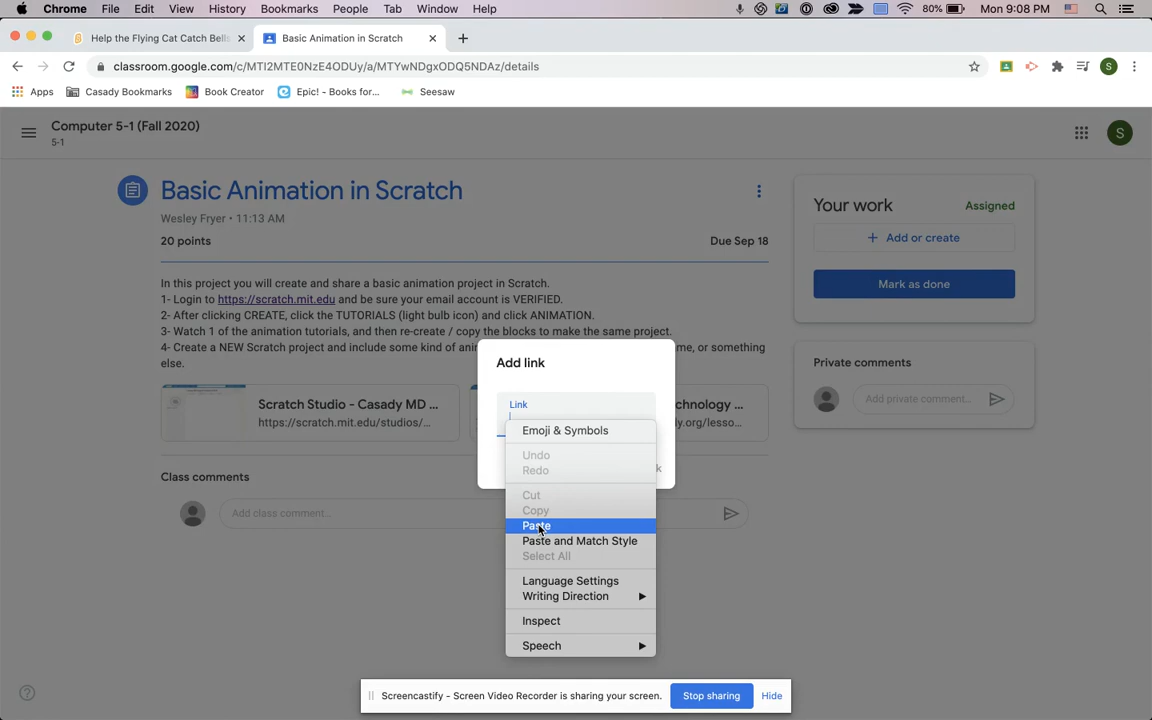 Chrome File Edit View History Bookmarks People Tab Window Help 80% Mon 9:08 PM
Help the Flying Cat Catch Bells
Basic Animation in Scratch
classroom.google.com/c/MTI2MTE0NzE4ODUy/a/MTYwNDgxODQ5NDAz/details
S
Apps Casady Bookmarks Book Creator Epic! - Books for... Seesaw
Computer 5-1 (Fall 2020)
5-1
S
Basic Animation in Scratch
Wesley Fryer • 11:13 AM
20 points
Due Sep 18
In this project you will create and share a basic animation project in Scratch.
1- Login to https://scratch.mit.edu and be sure your email account is VERIFIED.
2- After clicking CREATE, click the TUTORIALS (light bulb icon) and click ANIMATION.
3- Watch 1 of the animation tutorials, and then re-create / copy the blocks to make the same project.
4- Create a NEW Scratch project and include some kind of ani me, or something
else.
Scratch Studio - Casady MD ...
https://scratch.mit.edu/studios/...
chnology ...
ly.org/lesso...
Class comments
Add class comment...
Your work
Assigned
+ Add or create
Mark as done
Private comments
Add private comment...
Add link
Link
k
Emoji & Symbols
Undo
Redo
Cut
Copy
Paste
Paste and Match Style
Select All
Language Settings
Writing Direction
Inspect
Speech
Screencastify - Screen Video Recorder is sharing your screen. Stop sharing Hide